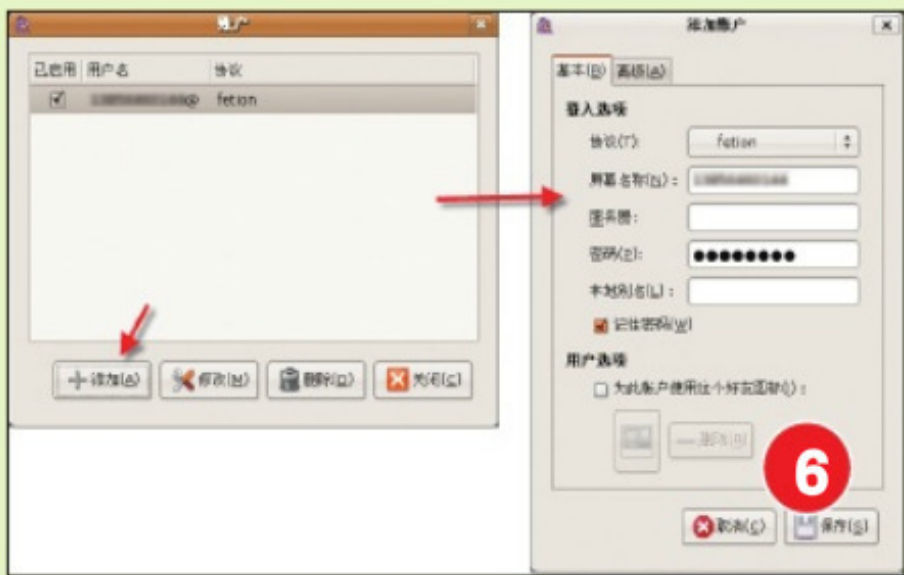 账户
已启用 用户名 协议
fetion
添加(A)
修改(M)
删除(D)
关闭(C)
添加账户
基本(B) 高级(A)
登入选项
协议(T): fetion
屏幕名称(N):
服务器:
密码(P): ●●●●●●●●
本地别名(L):
记住密码(W)
用户选项
为此账户使用这个好友图标(I):
6
取消(C) 保存(S)